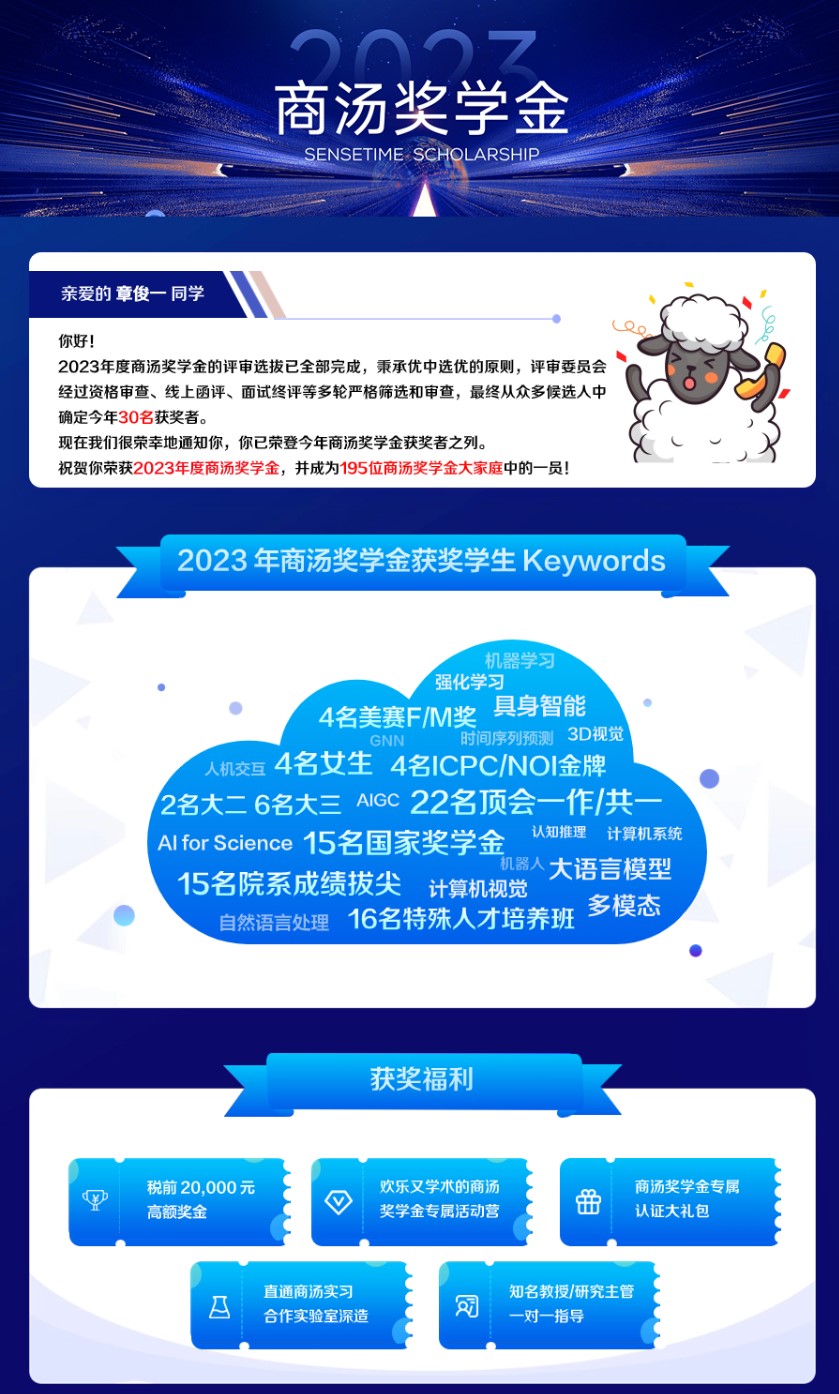 2023
商汤奖学金
SENSETIME SCHOLARSHIP
亲爱的 章俊一 同学
你好！
2023年度商汤奖学金的评审选拔已全部完成，秉承优中选优的原则，评审委员会
经过资格审查、线上函评、面试终评等多轮严格筛选和审查，最终从众多候选人中
确定今年30名获奖者。
现在我们很荣幸地通知你，你已荣登今年商汤奖学金获奖者之列。
祝贺你荣获2023年度商汤奖学金，并成为195位商汤奖学金大家庭中的一员！
2023 年商汤奖学金获奖学生 Keywords
机器学习
强化学习
4名美赛F/M奖 具身智能
GNN 时间序列预测 3D视觉
人机交互 4名女生 4名ICPC/NOI金牌
2名大二 6名大三 AIGC 22名顶会一作/共一
AI for Science 15名国家奖学金 认知推理 计算机系统
机器人 大语言模型
15名院系成绩拔尖 计算机视觉 多模态
自然语言处理 16名特殊人才培养班
获奖福利
税前 20,000 元
高额奖金
欢乐又学术的商汤
奖学金专属活动营
商汤奖学金专属
认证大礼包
直通商汤实习
合作实验室深造
知名教授/研究主管
一对一指导